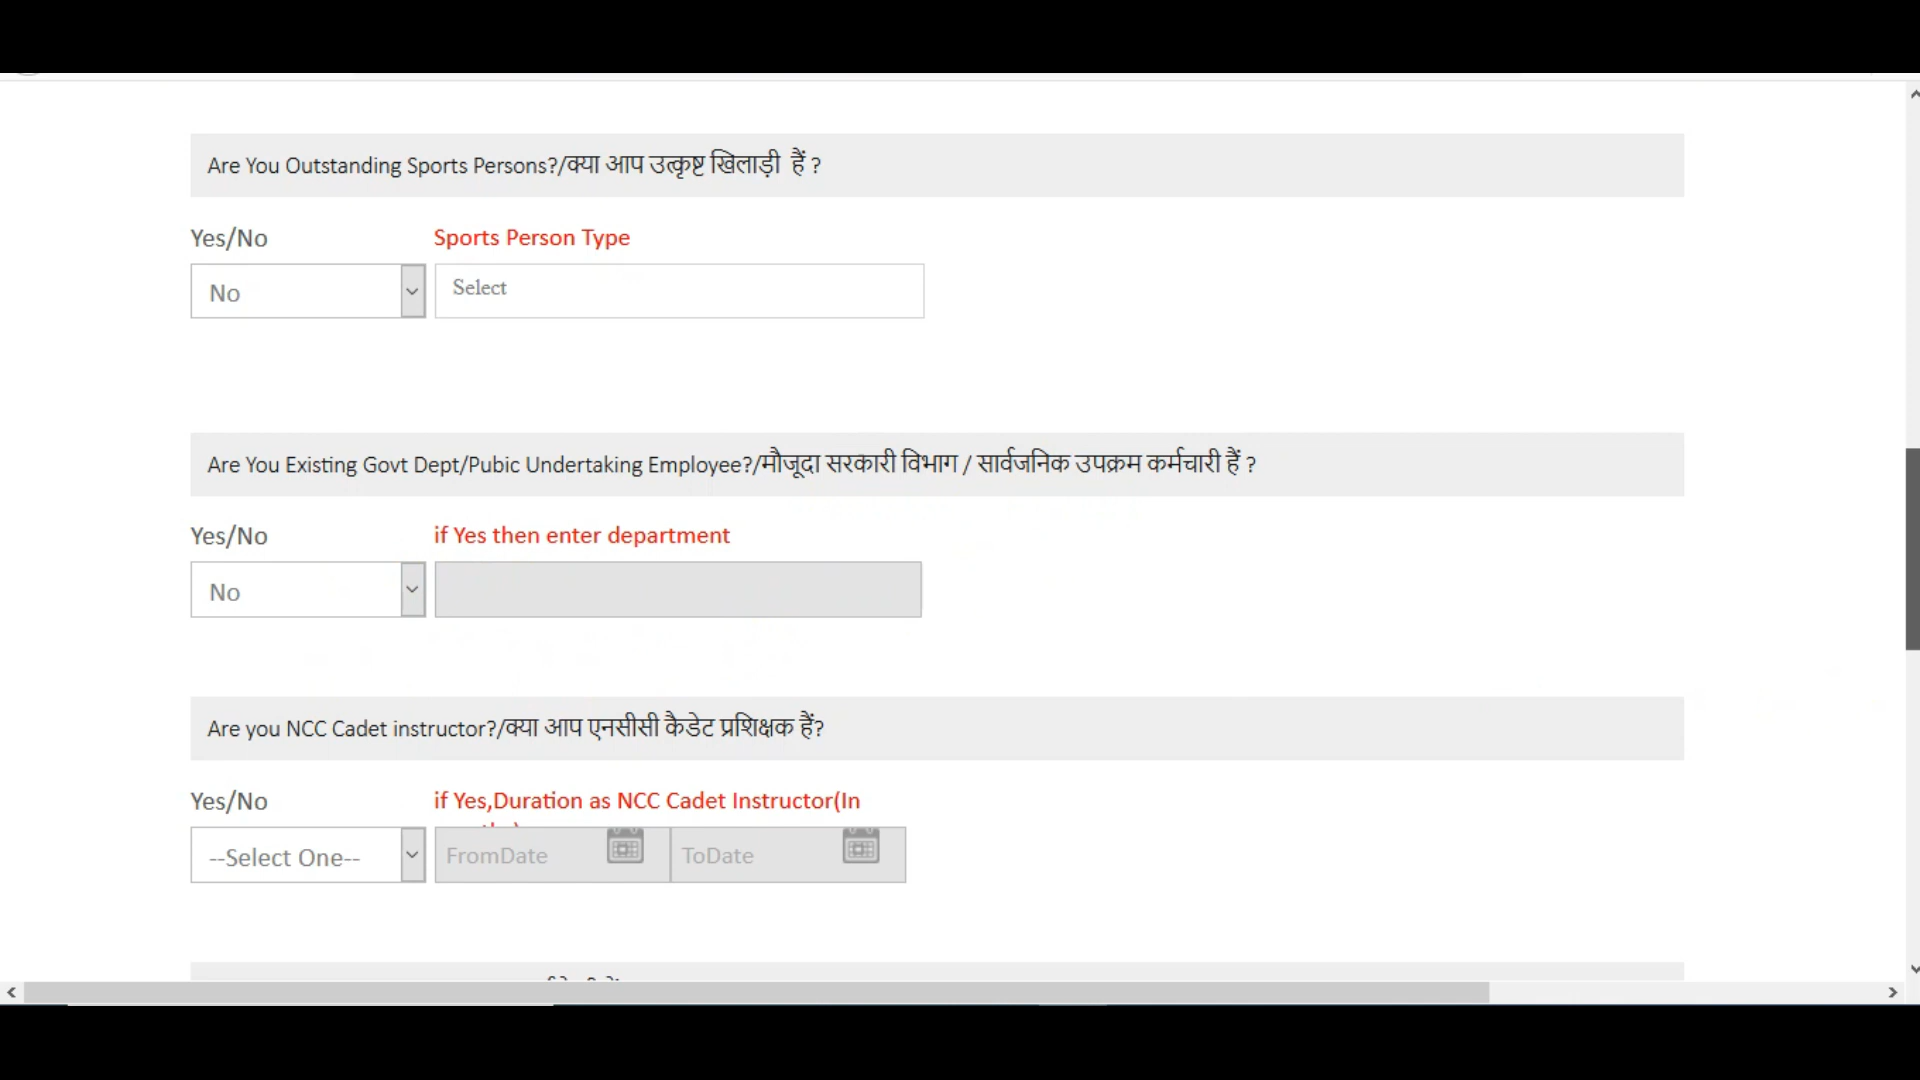 Are You Outstanding Sports Persons?/क्या आप उत्कृष्ट खिलाड़ी हैं ?
Yes/No Sports Person Type
No Select
Are You Existing Govt Dept/Pubic Undertaking Employee?/मौजूदा सरकारी विभाग / सार्वजनिक उपक्रम कर्मचारी हैं ?
Yes/No if Yes then enter department
No
Are you NCC Cadet instructor?/क्या आप एनसीसी कैडेट प्रशिक्षक हैं?
Yes/No if Yes,Duration as NCC Cadet Instructor(In
--Select One-- FromDate ToDate